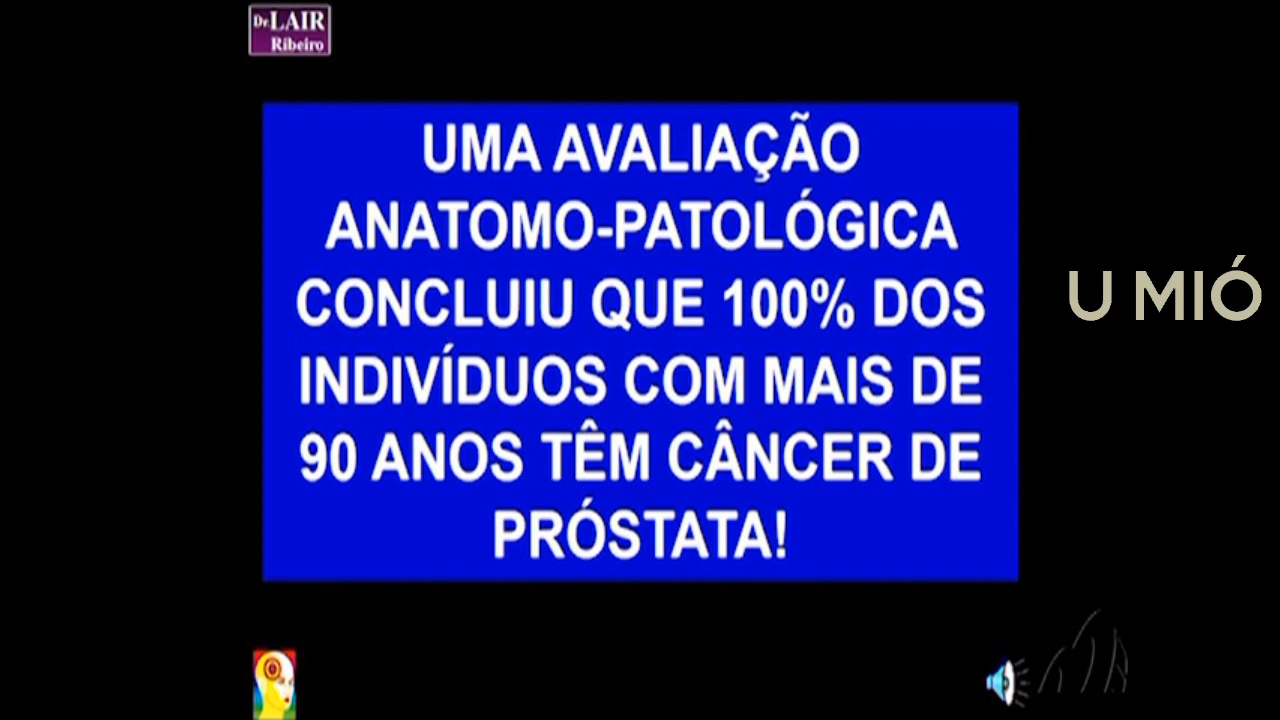 Dr. LAIR
Ribeiro
UMA AVALIAÇÃO
ANATOMO-PATOLÓGICA
CONCLUIU QUE 100% DOS
INDIVÍDUOS COM MAIS DE
90 ANOS TÊM CÂNCER DE
PRÓSTATA!
U MIÓ